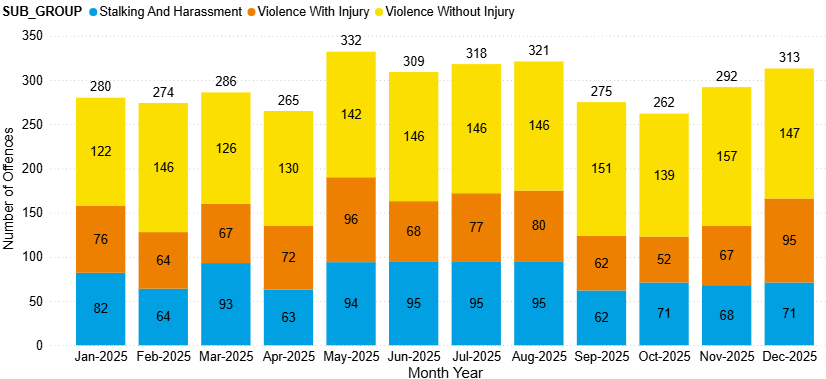 SUB_GROUP Stalking And Harassment Violence With Injury Violence Without Injury
350
300
250
200
150
100
50
0
Number of Offences
280 274 286 265 332 309 318 321 275 262 292 313
122 146 126 130 142 146 146 146 151 139 157 147
76 64 67 72 96 68 77 80 62 52 67 95
82 64 93 63 94 95 95 95 62 71 68 71
Jan-2025 Feb-2025 Mar-2025 Apr-2025 May-2025 Jun-2025 Jul-2025 Aug-2025 Sep-2025 Oct-2025 Nov-2025 Dec-2025
Month Year